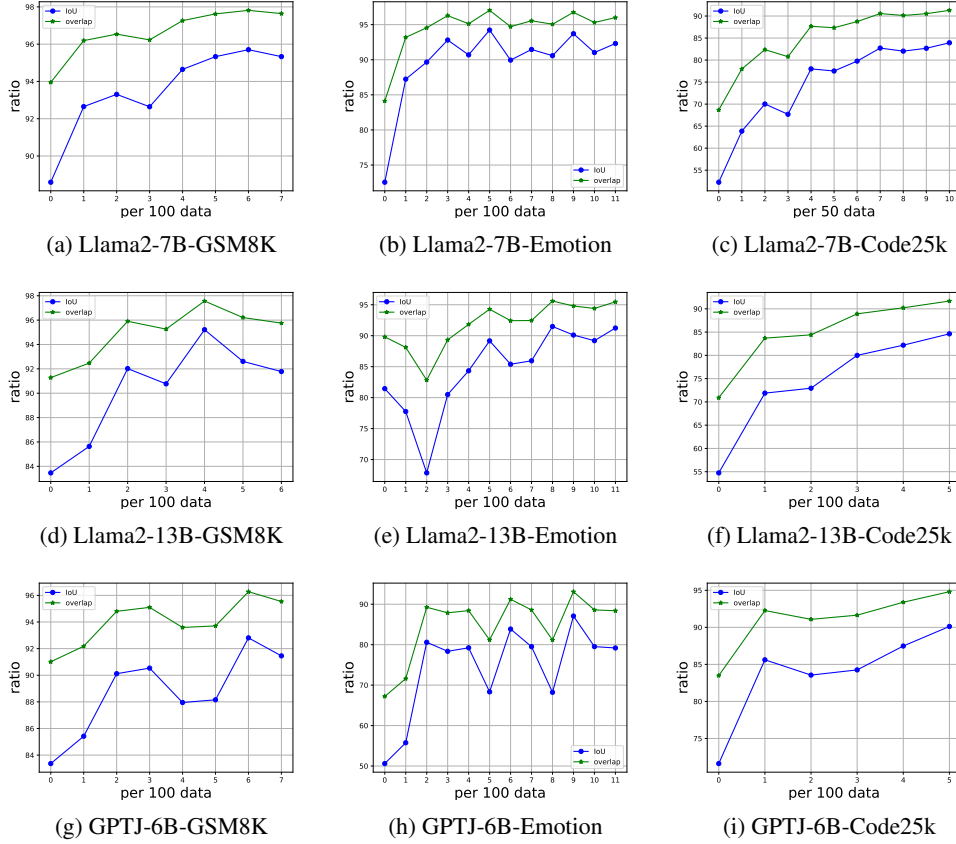 98
96
94
92
90
ratio
IoU
overlap
0 1 2 3 4 5 6 7
per 100 data
(a) Llama2-7B-GSM8K
95
90
85
80
75
ratio
IoU
overlap
0 1 2 3 4 5 6 7 8 9 10 11
per 100 data
(b) Llama2-7B-Emotion
90
85
80
75
70
65
60
55
ratio
IoU
overlap
0 1 2 3 4 5 6 7 8 9 10
per 50 data
(c) Llama2-7B-Code25k
98
96
94
92
90
88
86
84
ratio
IoU
overlap
0 1 2 3 4 5 6
per 100 data
(d) Llama2-13B-GSM8K
95
90
85
80
75
70
ratio
IoU
overlap
0 1 2 3 4 5 6 7 8 9 10 11
per 100 data
(e) Llama2-13B-Emotion
90
85
80
75
70
65
60
55
ratio
IoU
overlap
0 1 2 3 4 5
per 100 data
(f) Llama2-13B-Code25k
96
94
92
90
88
86
84
ratio
IoU
overlap
0 1 2 3 4 5 6 7
per 100 data
(g) GPTJ-6B-GSM8K
90
80
70
60
50
ratio
IoU
overlap
0 1 2 3 4 5 6 7 8 9 10 11
per 100 data
(h) GPTJ-6B-Emotion
95
90
85
80
75
ratio
IoU
overlap
0 1 2 3 4 5
per 100 data
(i) GPTJ-6B-Code25k